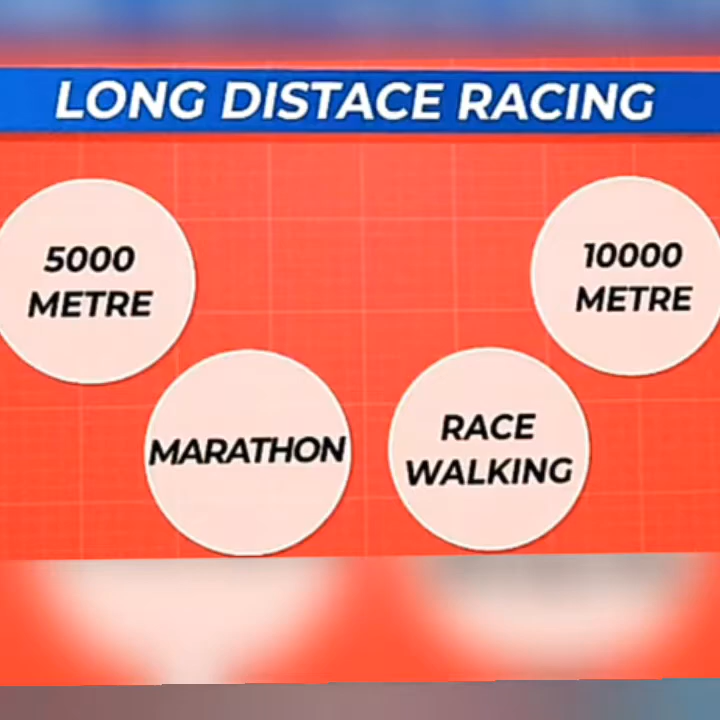 LONG DISTACE RACING
5000
METRE
10000
METRE
MARATHON
RACE
WALKING